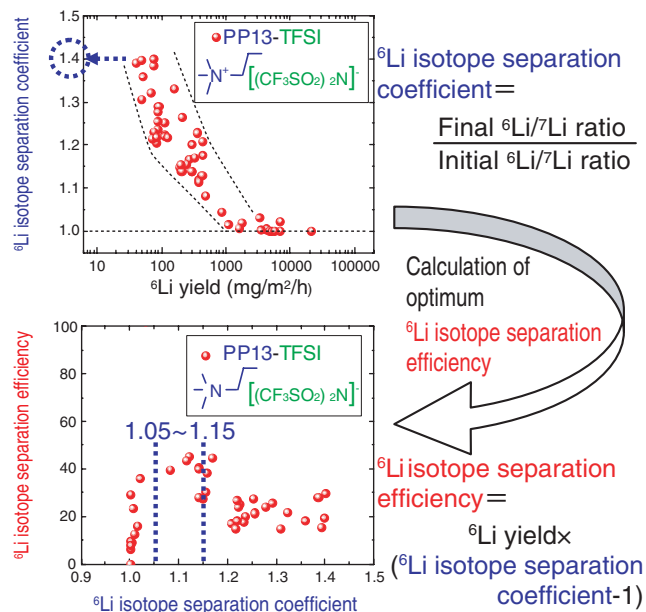 ⁶Li isotope separation coefficient
1.5
1.4
1.3
1.2
1.1
1.0
PP13-TFSI
N⁺
[(CF3SO2) 2N]⁻
10
100
1000
10000
100000
⁶Li yield (mg/m²/h)
⁶Li isotope separation
coefficient=
Final ⁶Li/⁷Li ratio
Initial ⁶Li/⁷Li ratio
Calculation of
optimum
⁶Li isotope separation
efficiency
⁶Li isotope separation efficiency
100
80
60
40
20
0
PP13-TFSI
N
[(CF3SO2) 2N]⁻
1.05~1.15
0.9
1.0
1.1
1.2
1.3
1.4
1.5
⁶Li isotope separation coefficient
⁶Li isotope separation
efficiency=
⁶Li yield×
(⁶Li isotope separation
coefficient-1)